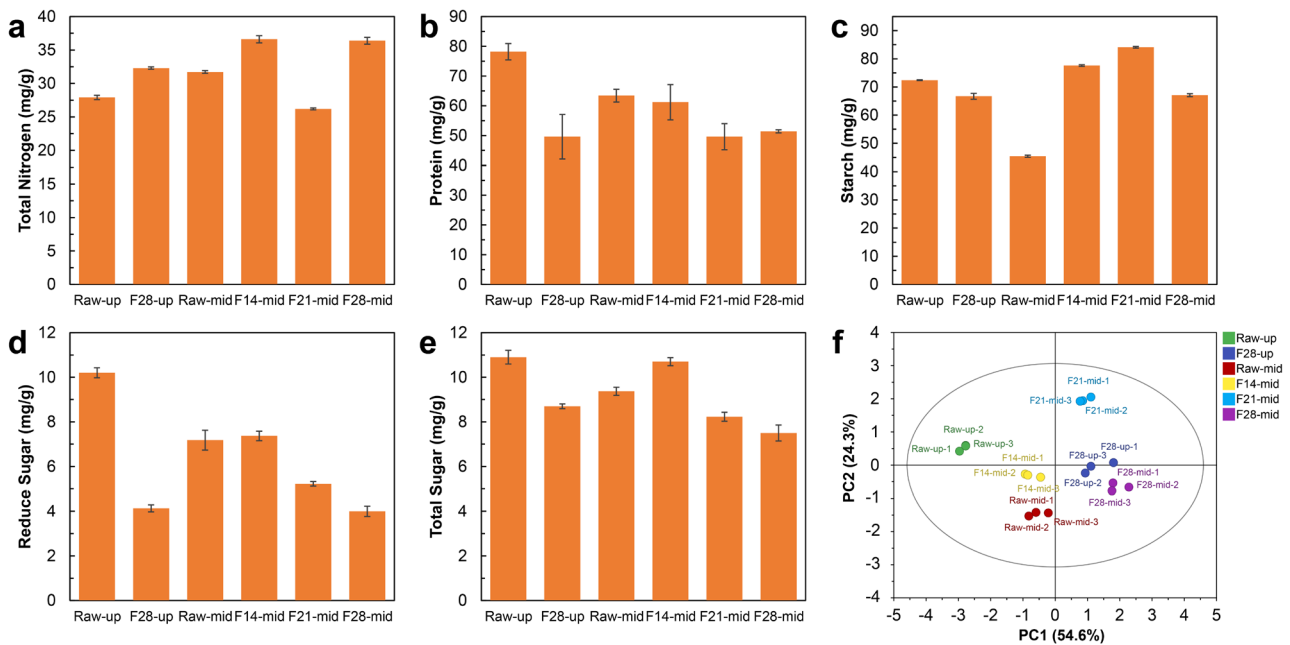 a
Total Nitrogen (mg/g)
40
35
30
25
20
15
10
5
0
Raw-up F28-up Raw-mid F14-mid F21-mid F28-mid
b
Protein (mg/g)
90
80
70
60
50
40
30
20
10
0
Raw-up F28-up Raw-mid F14-mid F21-mid F28-mid
c
Starch (mg/g)
90
80
70
60
50
40
30
20
10
0
Raw-up F28-up Raw-mid F14-mid F21-mid F28-mid
d
Reduce Sugar (mg/g)
12
10
8
6
4
2
0
Raw-up F28-up Raw-mid F14-mid F21-mid F28-mid
e
Total Sugar (mg/g)
12
10
8
6
4
2
0
Raw-up F28-up Raw-mid F14-mid F21-mid F28-mid
f
PC2 (24.3%)
4
3
2
1
0
-1
-2
-3
-4
F21-mid-1
F21-mid-3
F21-mid-2
Raw-up-2
Raw-up-1
Raw-up-3
F28-up-1
F14-mid-1
F28-up-3
F14-mid-2
F28-mid-1
F28-up-2
F28-mid-2
F14-mid-3
F28-mid-3
Raw-mid-1
Raw-mid-2
Raw-mid-3
-5 -4 -3 -2 -1 0 1 2 3 4 5
PC1 (54.6%)
Raw-up
F28-up
Raw-mid
F14-mid
F21-mid
F28-mid